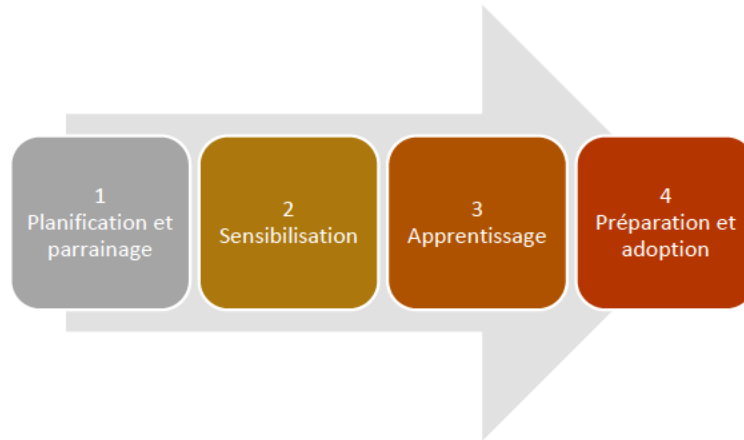 1
Planification et
parrainage
2
Sensibilisation
3
Apprentissage
4
Préparation et
adoption